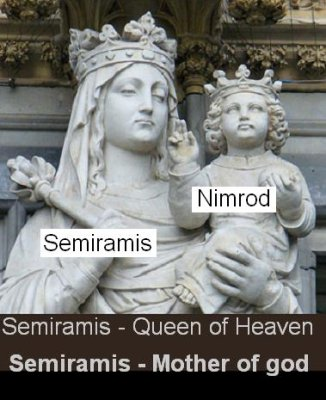 Nimrod
Semiramis
Semiramis - Queen of Heaven
Semiramis - Mother of god